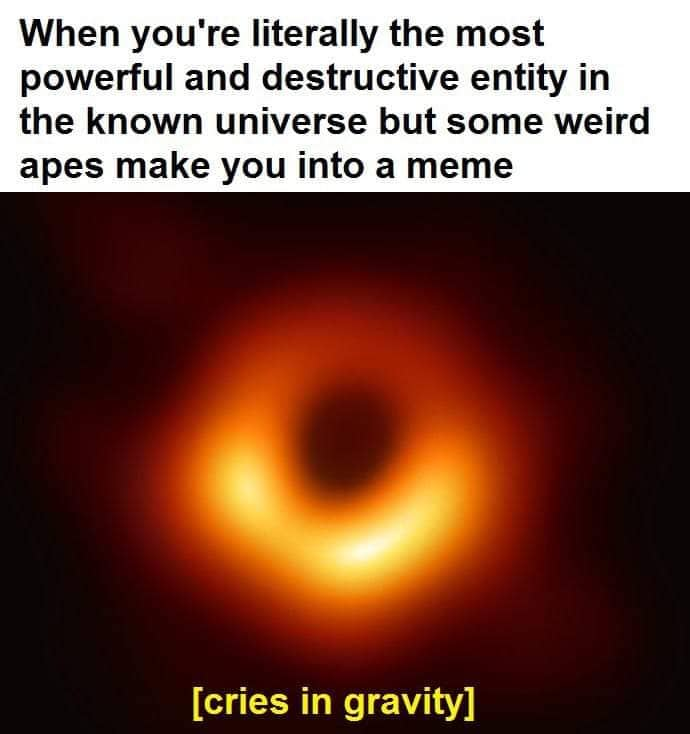 When you're literally the most
powerful and destructive entity in
the known universe but some weird
apes make you into a meme
[cries in gravity]